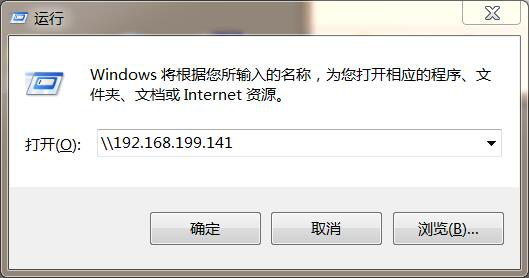 运行
Windows 将根据您所输入的名称，为您打开相应的程序、文
件夹、文档或 Internet 资源。
打开(O): \\192.168.199.141
确定 取消 浏览(B)...